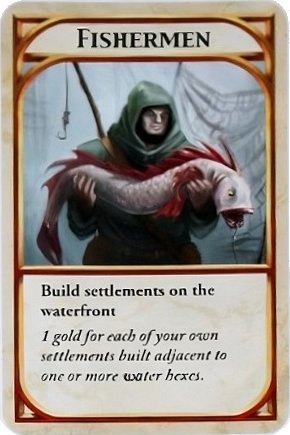 FISHERMEN
Build settlements on the
waterfront
1 gold for each of your own
settlements built adjacent to
one or more water hexes.